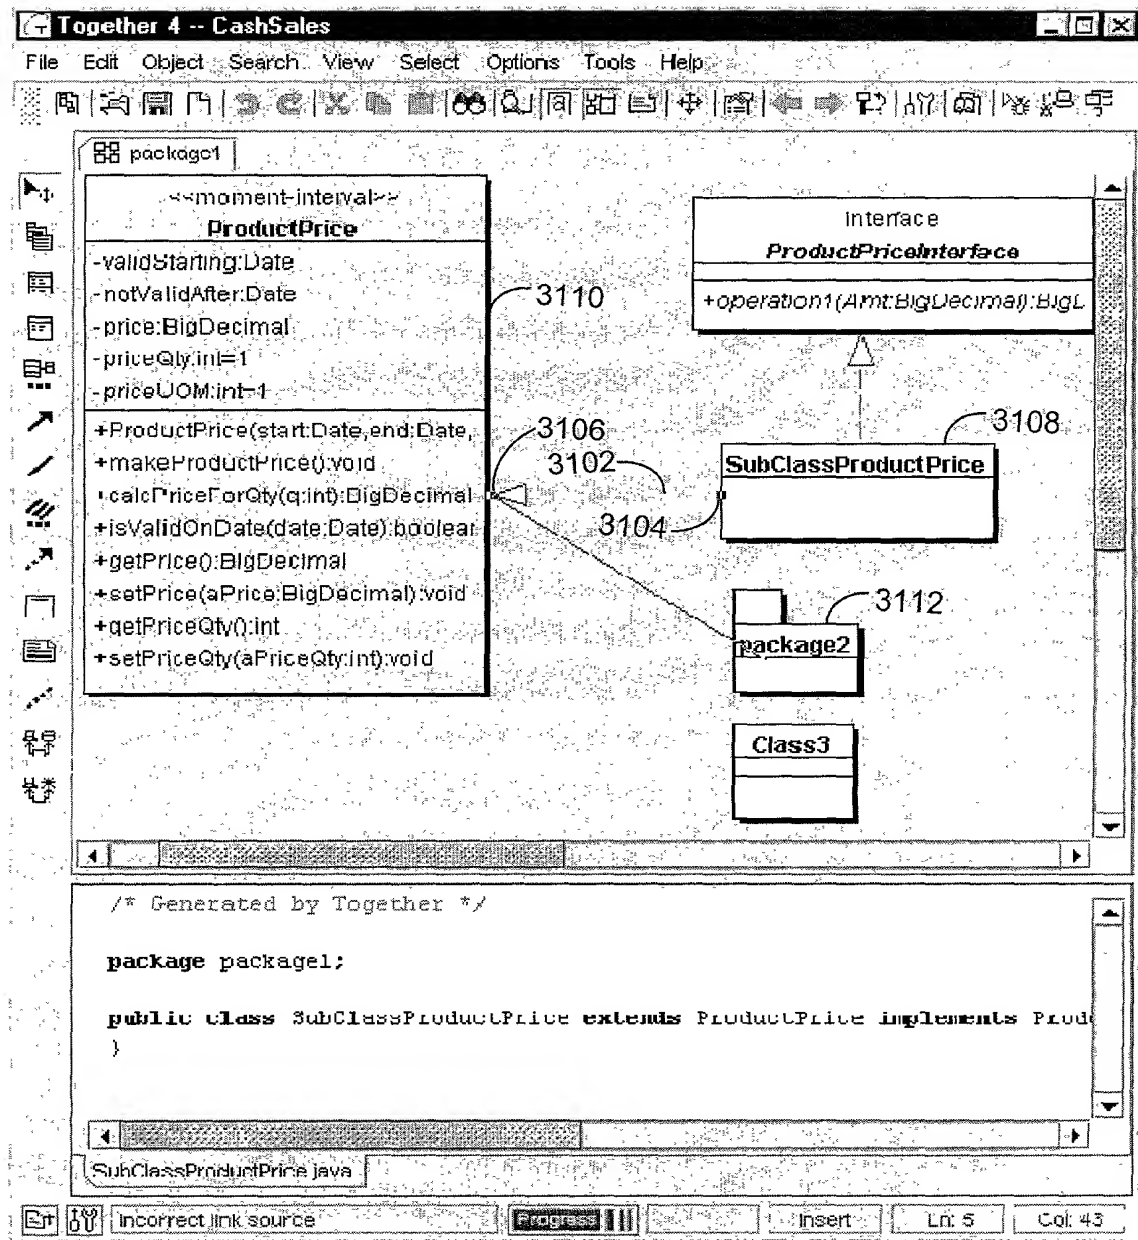 Together 4 -- CashSales
File Edit Object Search View Select Options Tools Help
package1
<<moment-interval>>
ProductPrice
-validStarting:Date
-notValidAfter:Date
-price:BigDecimal
-priceQty:int=1
-priceUOM:int=1
+ProductPrice(start:Date,end:Date,
+makeProductPrice():void
+calcPriceForQty(q:int):BigDecimal
+isValidOnDate(date:Date):boolear
+getPrice():BigDecimal
+setPrice(aPrice:BigDecimal):void
+getPriceQty():int
+setPriceQty(aPriceQty:int):void
3110
3106
3102
3104
Interface
ProductPriceInterface
+operation1(Amt:BigDecimal):BigD
3108
SubClassProductPrice
3112
package2
Class3
/* Generated by Together */
package package1;
public class SubClassProductPrice extends ProductPrice implements Produ
}
SubClassProductPrice.java
Incorrect link source Progress Insert Ln: 5 Col: 43